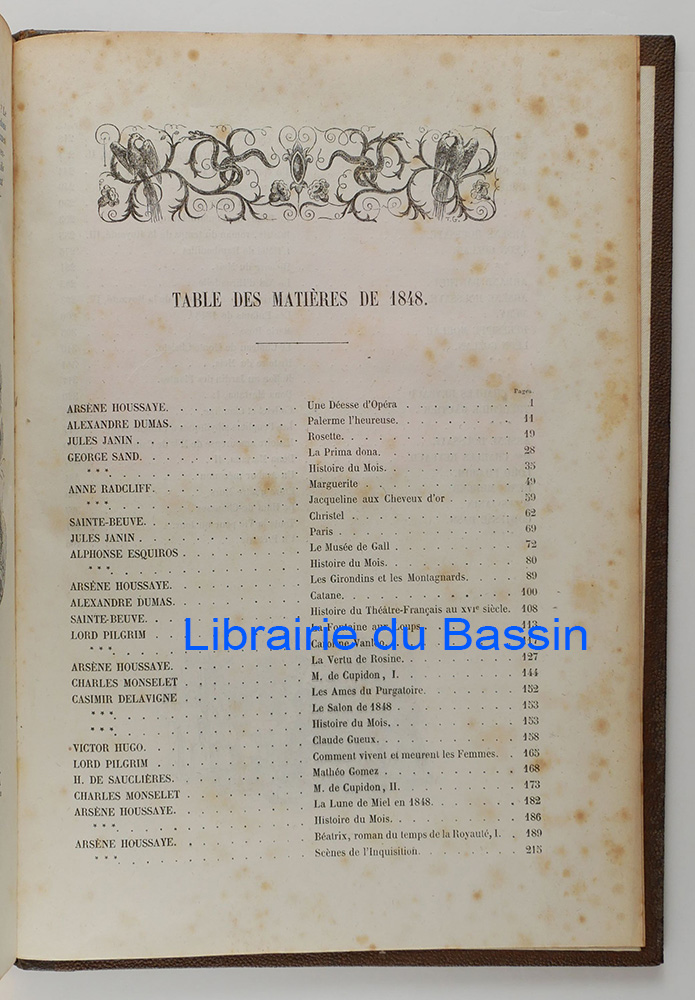 TABLE DES MATIÈRES DE 1848.
Pages.
ARSÈNE HOUSSAYE. Une Déesse d'Opéra 1
ALEXANDRE DUMAS. Palerme l'heureuse. 11
JULES JANIN Rosette. 19
GEORGE SAND. La Prima dona. 28
*** Histoire du Mois. 35
ANNE RADCLIFF. Marguerite 49
*** Jacqueline aux Cheveux d'or 59
SAINTE-BEUVE. Christel 62
JULES JANIN Paris 69
ALPHONSE ESQUIROS Le Musée de Gall 72
*** Histoire du Mois. 80
ARSÈNE HOUSSAYE. Les Girondins et les Montagnards. 89
ALEXANDRE DUMAS. Catane. 100
SAINTE-BEUVE. Histoire du Théâtre-Français au XVIe siècle. 108
LORD PILGRIM La Fontaine aux Loups 113
*** Caroline Vanloo
Librairie du Bassin
ARSÈNE HOUSSAYE. La Vertu de Rosine. 127
CHARLES MONSELET M. de Cupidon, I. 144
CASIMIR DELAVIGNE Les Ames du Purgatoire. 152
*** Le Salon de 1848 153
*** Histoire du Mois. 153
VICTOR HUGO. Claude Gueux. 158
LORD PILGRIM Comment vivent et meurent les Femmes. 165
H. DE SAUCLIÈRES. Mathéo Gomez 168
CHARLES MONSELET M. de Cupidon, II. 173
ARSÈNE HOUSSAYE. La Lune de Miel en 1848. 182
*** Histoire du Mois. 186
ARSÈNE HOUSSAYE. Béatrix, roman du temps de la Royauté, I. 189
*** Scènes de l'Inquisition. 215